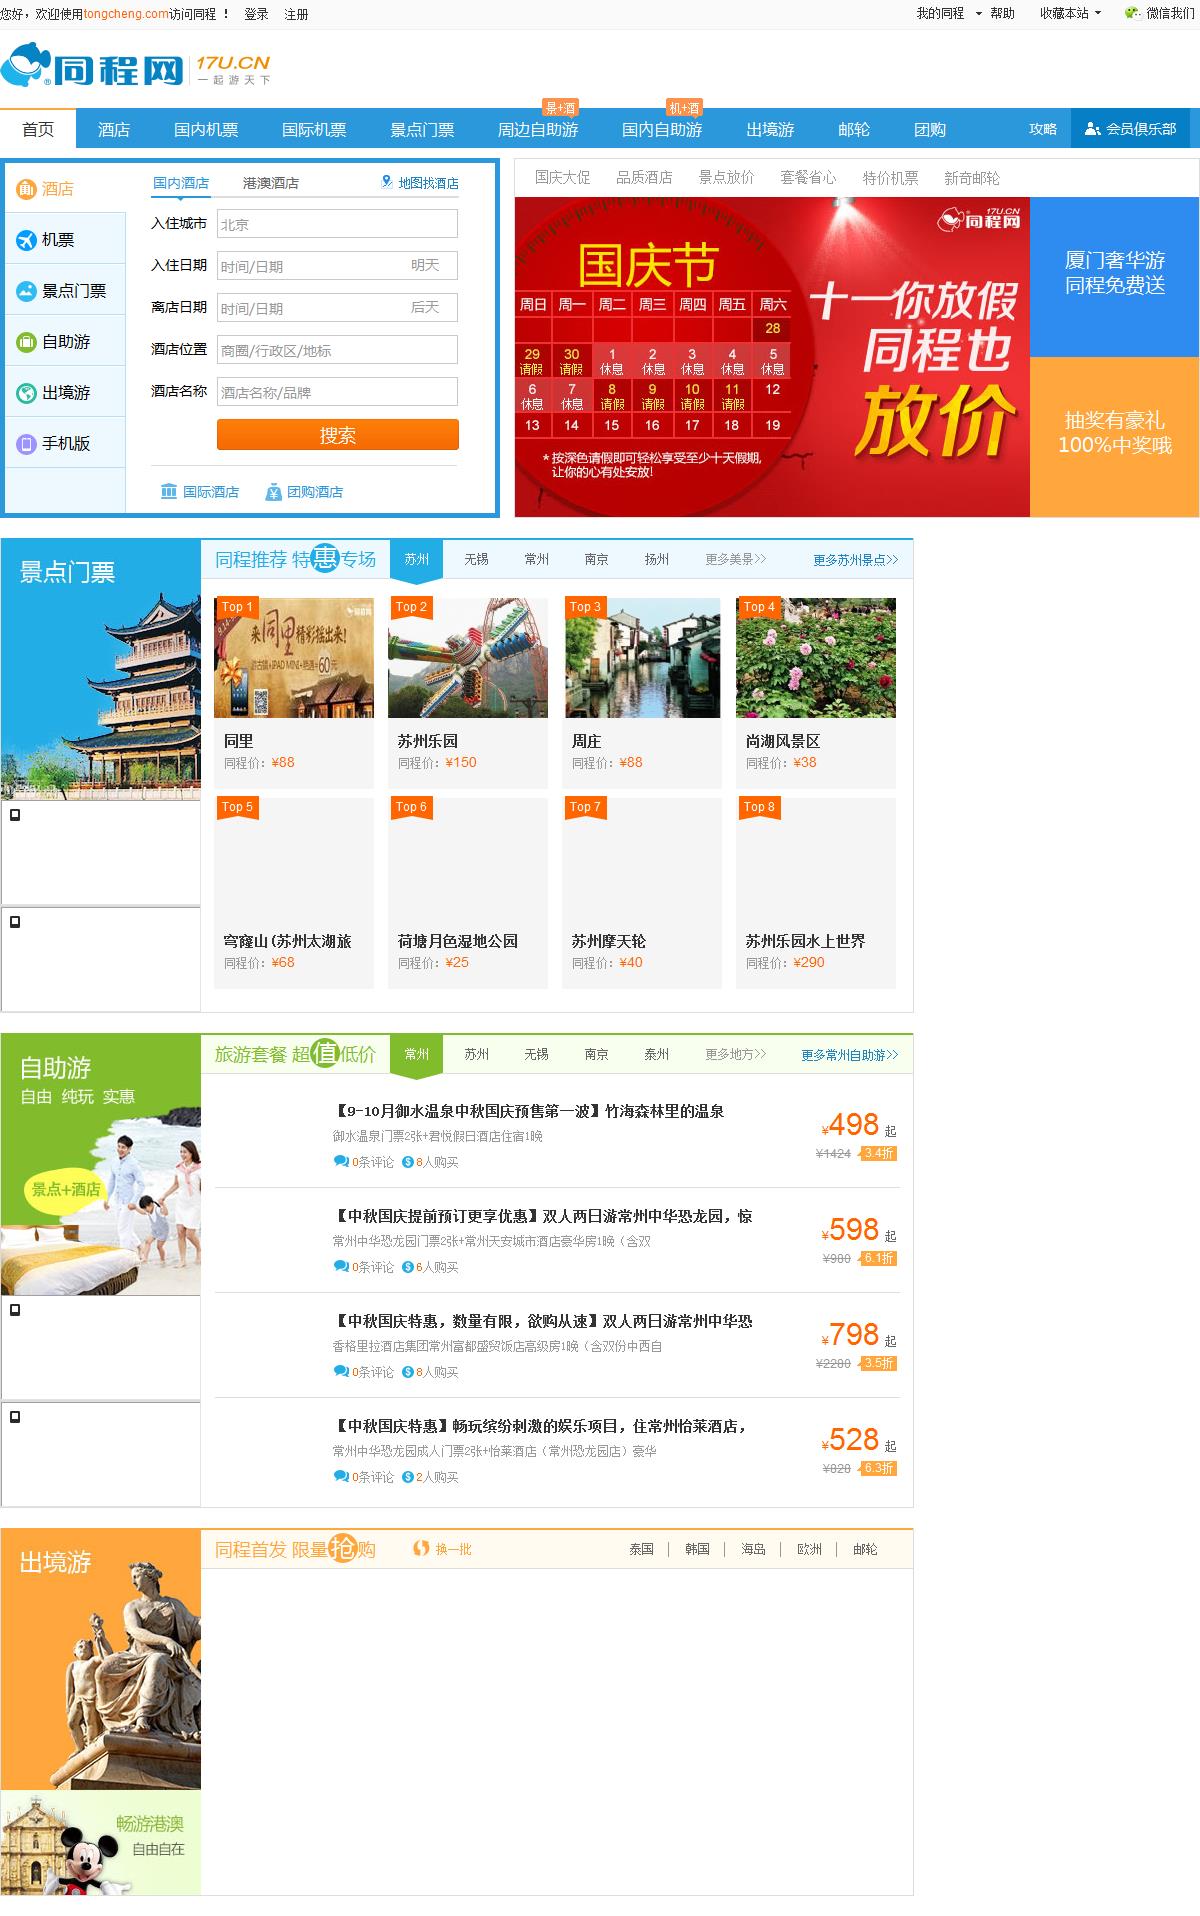 您好，欢迎使用tongcheng.com访问同程 ！ 登录 注册
我的同程 帮助 收藏本站 微信我们
同程网 17U.CN
一起游天下
景+酒 机+酒
首页 酒店 国内机票 国际机票 景点门票 周边自助游 国内自助游 出境游 邮轮 团购 攻略 会员俱乐部
酒店
机票
景点门票
自助游
出境游
手机版
国内酒店 港澳酒店 地图找酒店
入住城市 北京
入住日期 时间/日期 明天
离店日期 时间/日期 后天
酒店位置 商圈/行政区/地标
酒店名称 酒店名称/品牌
搜索
国际酒店 团购酒店
国庆大促 品质酒店 景点放价 套餐省心 特价机票 新奇邮轮
17U.CN
同程网
国庆节
周日 周一 周二 周三 周四 周五 周六
28
29 30 1 2 3 4 5
请假 请假 休息 休息 休息 休息 休息
6 7 8 9 10 11 12
休息 休息 请假 请假 请假 请假
13 14 15 16 17 18 19
*按深色请假即可轻松享受至少十天假期,
让你的心有处安放!
十一你放假
同程也
放价
厦门奢华游
同程免费送
抽奖有豪礼
100%中奖哦
景点门票
同程推荐 特惠专场 苏州 无锡 常州 南京 扬州 更多美景>> 更多苏州景点>>
Top 1 Top 2 Top 3 Top 4
来同里精彩摇出来!
同里 苏州乐园 周庄 尚湖风景区
同程价：¥88 同程价：¥150 同程价：¥88 同程价：¥38
Top 5 Top 6 Top 7 Top 8
穹窿山(苏州太湖旅 荷塘月色湿地公园 苏州摩天轮 苏州乐园水上世界
同程价：¥68 同程价：¥25 同程价：¥40 同程价：¥290
自助游
自由 纯玩 实惠
景点+酒店
旅游套餐 超值低价 常州 苏州 无锡 南京 泰州 更多地方>> 更多常州自助游>>
【9-10月御水温泉中秋国庆预售第一波】竹海森林里的温泉
御水温泉门票2张+君悦假日酒店住宿1晚
0条评论 8人购买
¥498 起
¥1424 3.4折
【中秋国庆提前预订更享优惠】双人两日游常州中华恐龙园，惊
常州中华恐龙园门票2张+常州天安城市酒店豪华房1晚（含双
0条评论 6人购买
¥598 起
¥980 6.1折
【中秋国庆特惠，数量有限，欲购从速】双人两日游常州中华恐
香格里拉酒店集团常州富都盛贸饭店高级房1晚（含双份中西自
0条评论 8人购买
¥798 起
¥2280 3.5折
【中秋国庆特惠】畅玩缤纷刺激的娱乐项目，住常州怡莱酒店，
常州中华恐龙园成人门票2张+怡莱酒店（常州恐龙园店）豪华
0条评论 2人购买
¥528 起
¥828 6.3折
出境游
同程首发 限量抢购 换一批 泰国 韩国 海岛 欧洲 邮轮
畅游港澳
自由自在